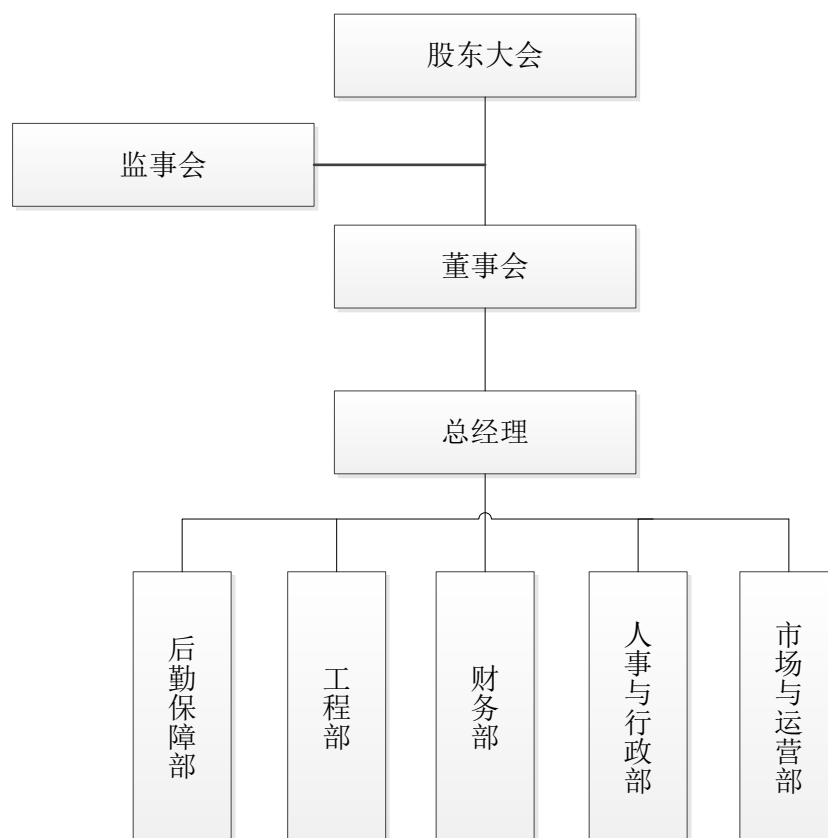 股东大会
监事会
董事会
总经理
后勤保障部
工程部
财务部
人事与行政部
市场与运营部